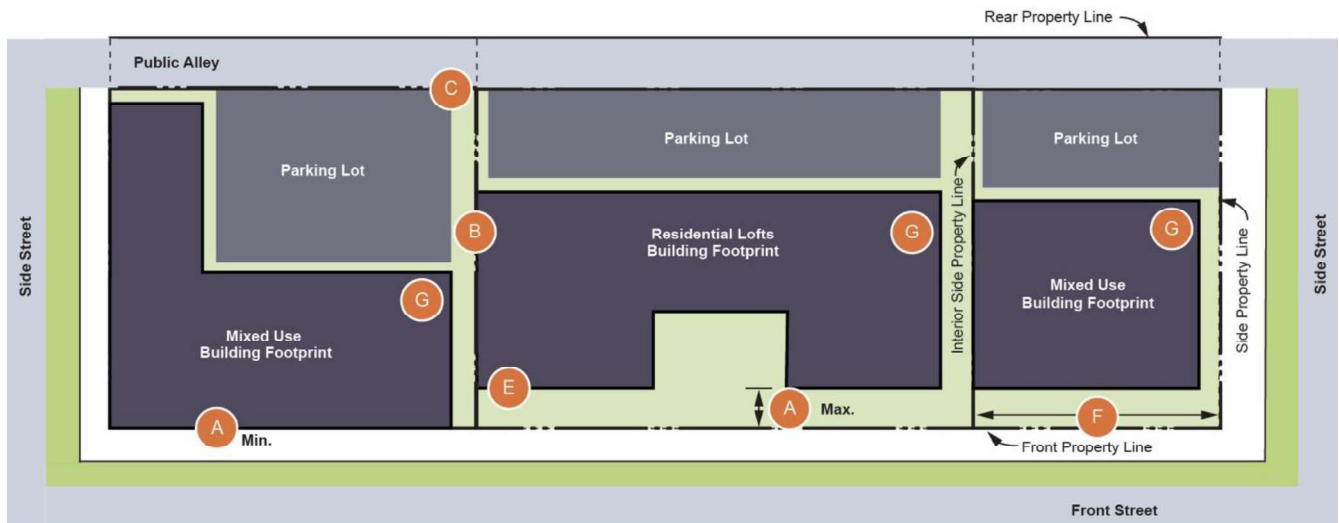 Rear Property Line
Public Alley
C
Parking Lot
Parking Lot
Parking Lot
Side Street
B
Residential Lofts
Building Footprint
G
Interior Side Property Line
G
Side Property Line
Side Street
G
Mixed Use
Building Footprint
Mixed Use
Building Footprint
E
A
Max.
F
A
Min.
Front Property Line
Front Street